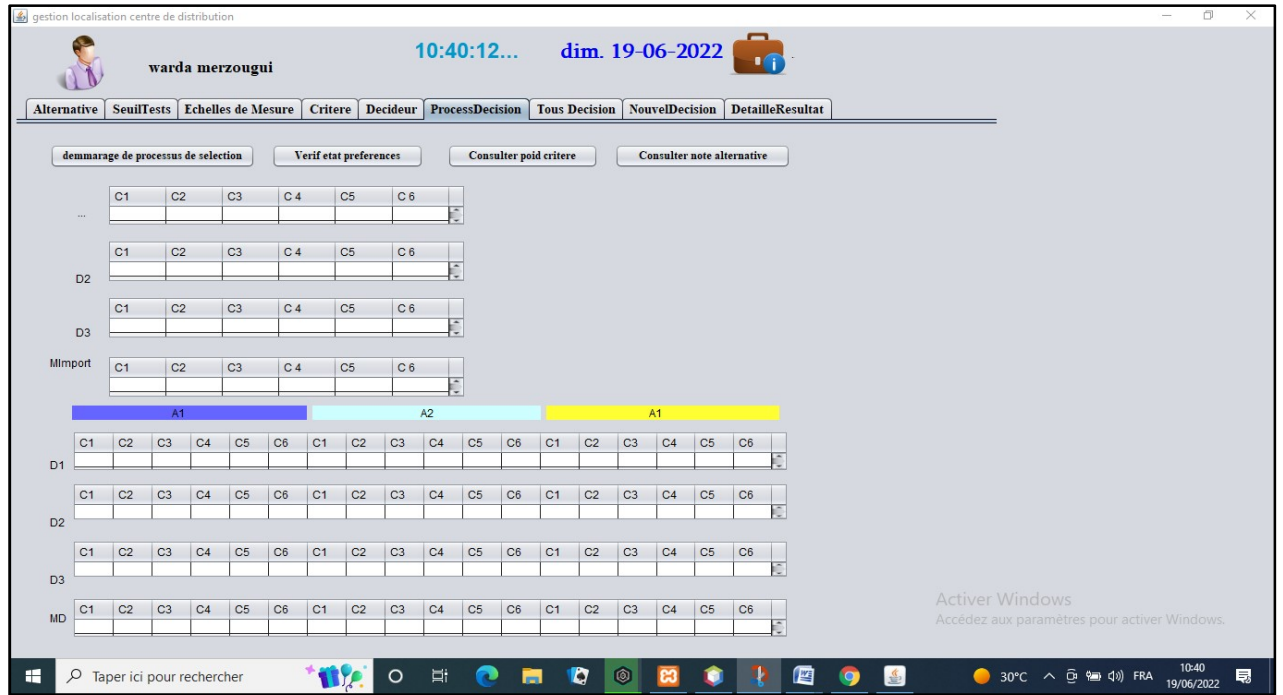 gestion localisation centre de distribution
warda merzougui
10:40:12...
dim. 19-06-2022
Alternative SeuilTests Echelles de Mesure Critere Decideur ProcessDecision Tous Decision NouvelDecision DetailleResultat
demmarage de processus de selection Verif etat preferences Consulter poid critere Consulter note alternative
C1 C2 C3 C 4 C5 C 6
...
C1 C2 C3 C 4 C5 C 6
D2
C1 C2 C3 C 4 C5 C 6
D3
MImport
C1 C2 C3 C 4 C5 C 6
A1 A2 A1
C1 C2 C3 C4 C5 C6 C1 C2 C3 C4 C5 C6 C1 C2 C3 C4 C5 C6
D1
C1 C2 C3 C4 C5 C6 C1 C2 C3 C4 C5 C6 C1 C2 C3 C4 C5 C6
D2
C1 C2 C3 C4 C5 C6 C1 C2 C3 C4 C5 C6 C1 C2 C3 C4 C5 C6
D3
C1 C2 C3 C4 C5 C6 C1 C2 C3 C4 C5 C6 C1 C2 C3 C4 C5 C6
MD
Activer Windows
Accédez aux paramètres pour activer Windows.
Taper ici pour rechercher
30°C
FRA
10:40
19/06/2022